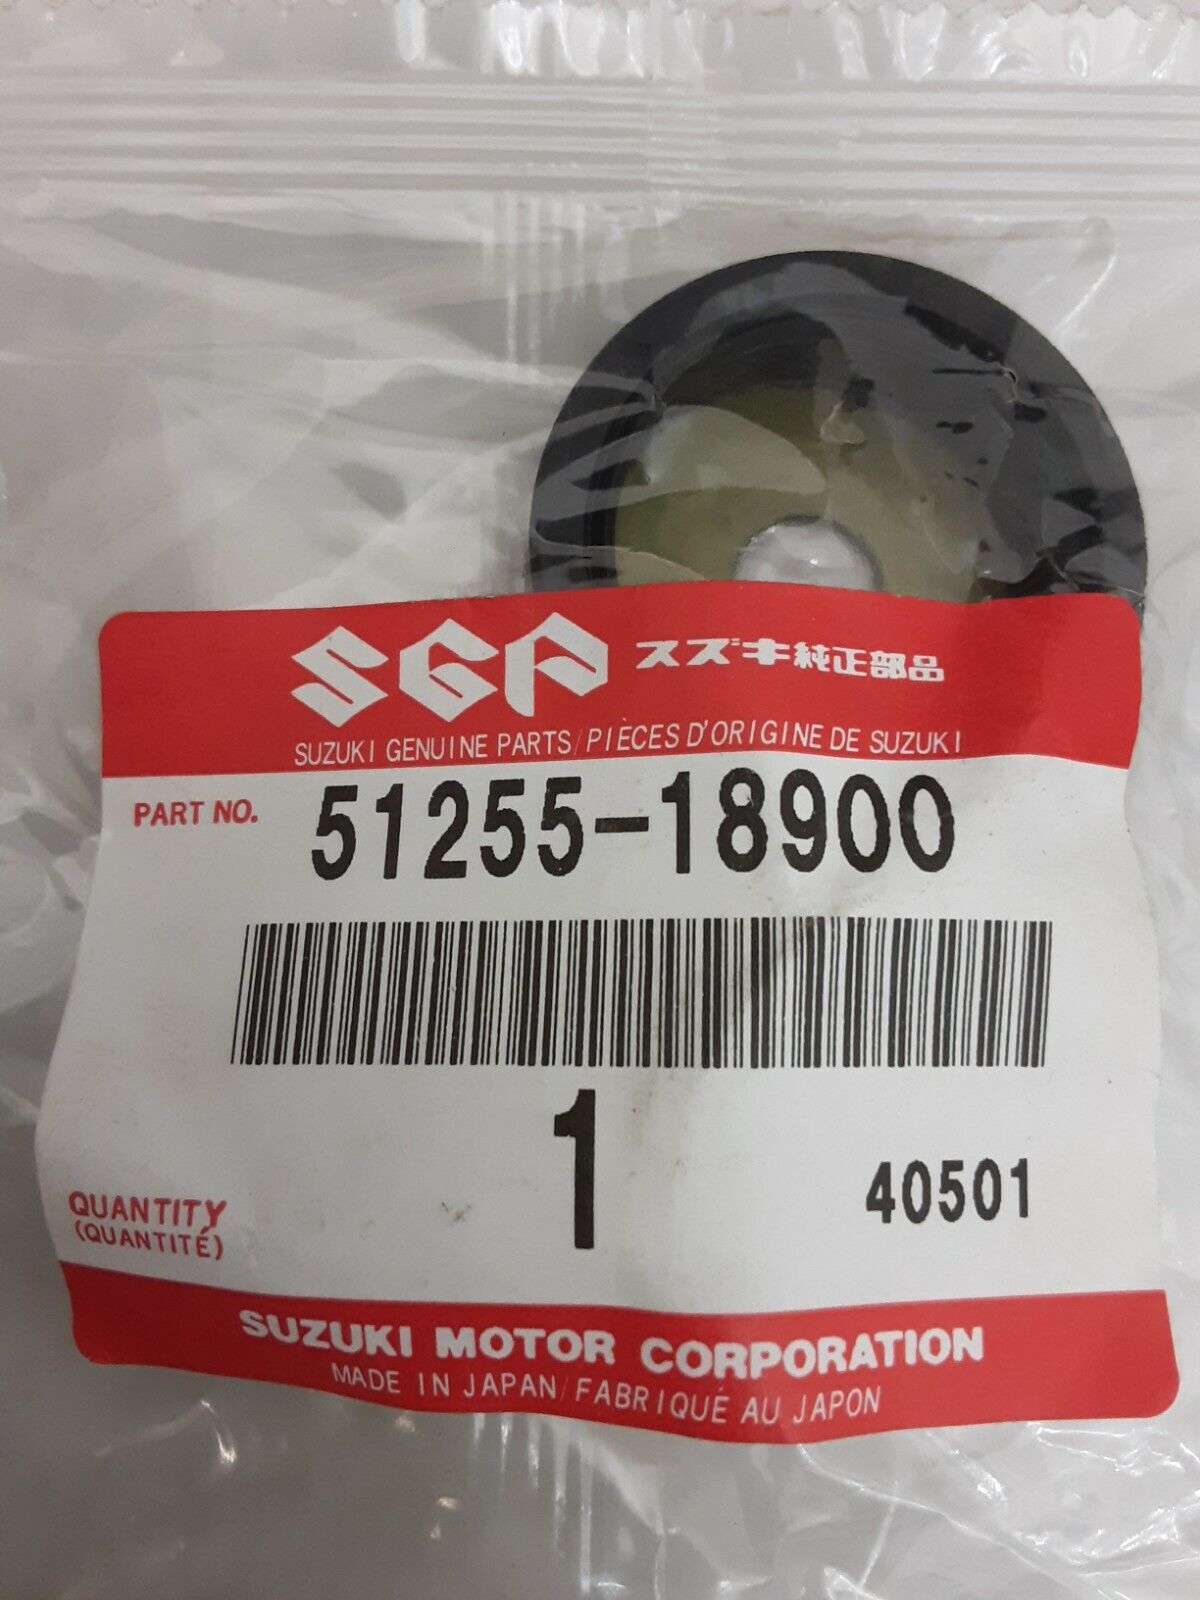 SGP スズキ純正部品
SUZUKI GENUINE PARTS/PIÈCES D'ORIGINE DE SUZUKI
PART NO. 51255-18900
1
40501
QUANTITY
(QUANTITÉ)
SUZUKI MOTOR CORPORATION
MADE IN JAPAN/FABRIQUÉ AU JAPON